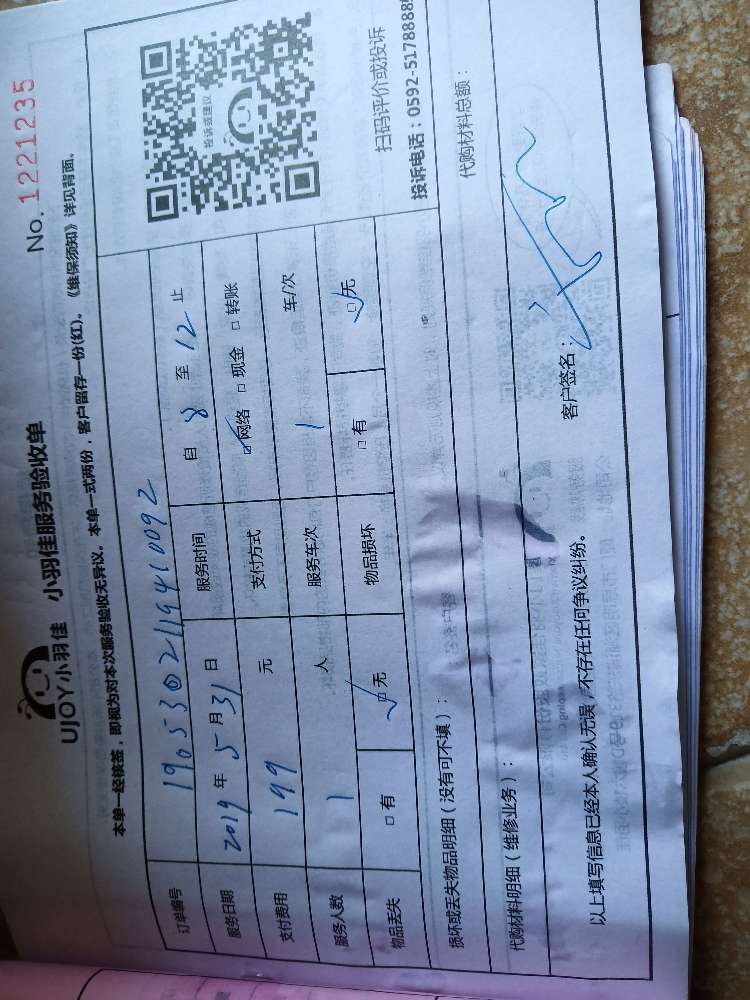 UJOY小羽佳 小羽佳服务验收单
No. 1221235
本单一经核签，即视为对本次服务验收无异议。本单一式两份，客户留存一份(红)。《维保须知》详见背面。
订单编号 1965302119410092
服务日期 2019 年 5 月 31 日 服务时间 自 8 至 12 止
支付费用 199 元 支付方式 ☑网络 □现金 □转账
服务人数 1 人 服务车次 1 车/次
物品丢失 □有 ☑无 物品损坏 □有 ☑无
投诉或建议
扫码评价或投诉
投诉电话：0592-5178888
损坏或丢失物品明细（没有可不填）：
代购材料明细（维修业务）： 代购材料总额：
以上填写信息已经本人确认无误，不存在任何争议纠纷。 客户签名：